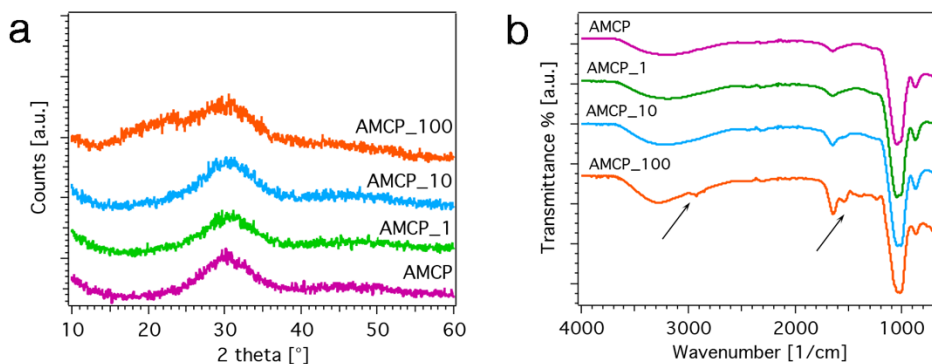 a
Counts [a.u.]
AMCP_100
AMCP_10
AMCP_1
AMCP
10 20 30 40 50 60
2 theta [°]
b
Transmittance % [a.u.]
AMCP
AMCP_1
AMCP_10
AMCP_100
4000 3000 2000 1000
Wavenumber [1/cm]